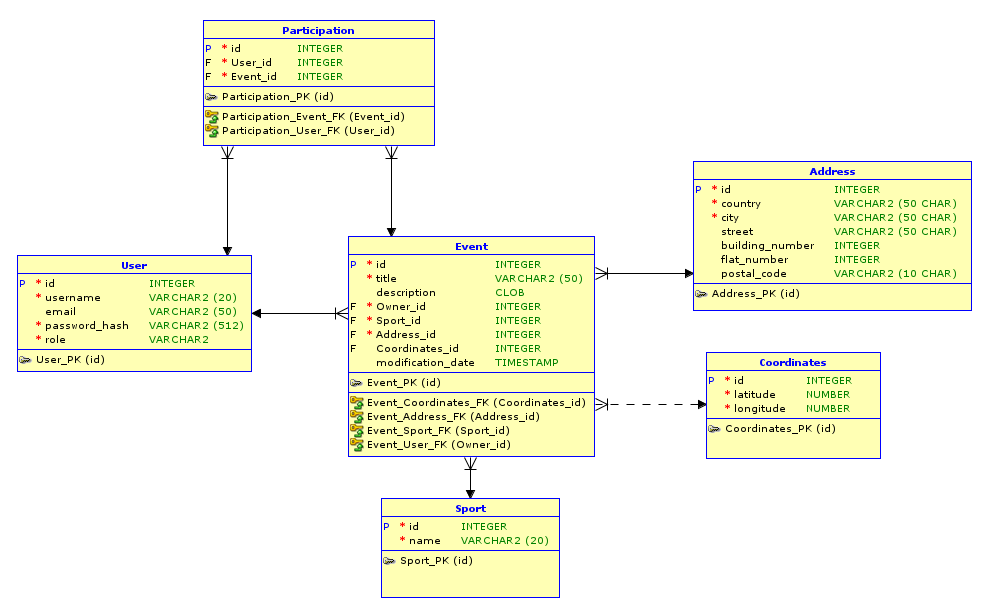 Participation
P * id INTEGER
F * User_id INTEGER
F * Event_id INTEGER
Participation_PK (id)
Participation_Event_FK (Event_id)
Participation_User_FK (User_id)
Address
P * id INTEGER
* country VARCHAR2 (50 CHAR)
* city VARCHAR2 (50 CHAR)
street VARCHAR2 (50 CHAR)
building_number INTEGER
flat_number INTEGER
postal_code VARCHAR2 (10 CHAR)
Address_PK (id)
User
P * id INTEGER
* username VARCHAR2 (20)
email VARCHAR2 (50)
* password_hash VARCHAR2 (512)
* role VARCHAR2
User_PK (id)
Event
P * id INTEGER
* title VARCHAR2 (50)
description CLOB
F * Owner_id INTEGER
F * Sport_id INTEGER
F * Address_id INTEGER
F Coordinates_id INTEGER
modification_date TIMESTAMP
Event_PK (id)
Event_Coordinates_FK (Coordinates_id)
Event_Address_FK (Address_id)
Event_Sport_FK (Sport_id)
Event_User_FK (Owner_id)
Coordinates
P * id INTEGER
* latitude NUMBER
* longitude NUMBER
Coordinates_PK (id)
Sport
P * id INTEGER
* name VARCHAR2 (20)
Sport_PK (id)